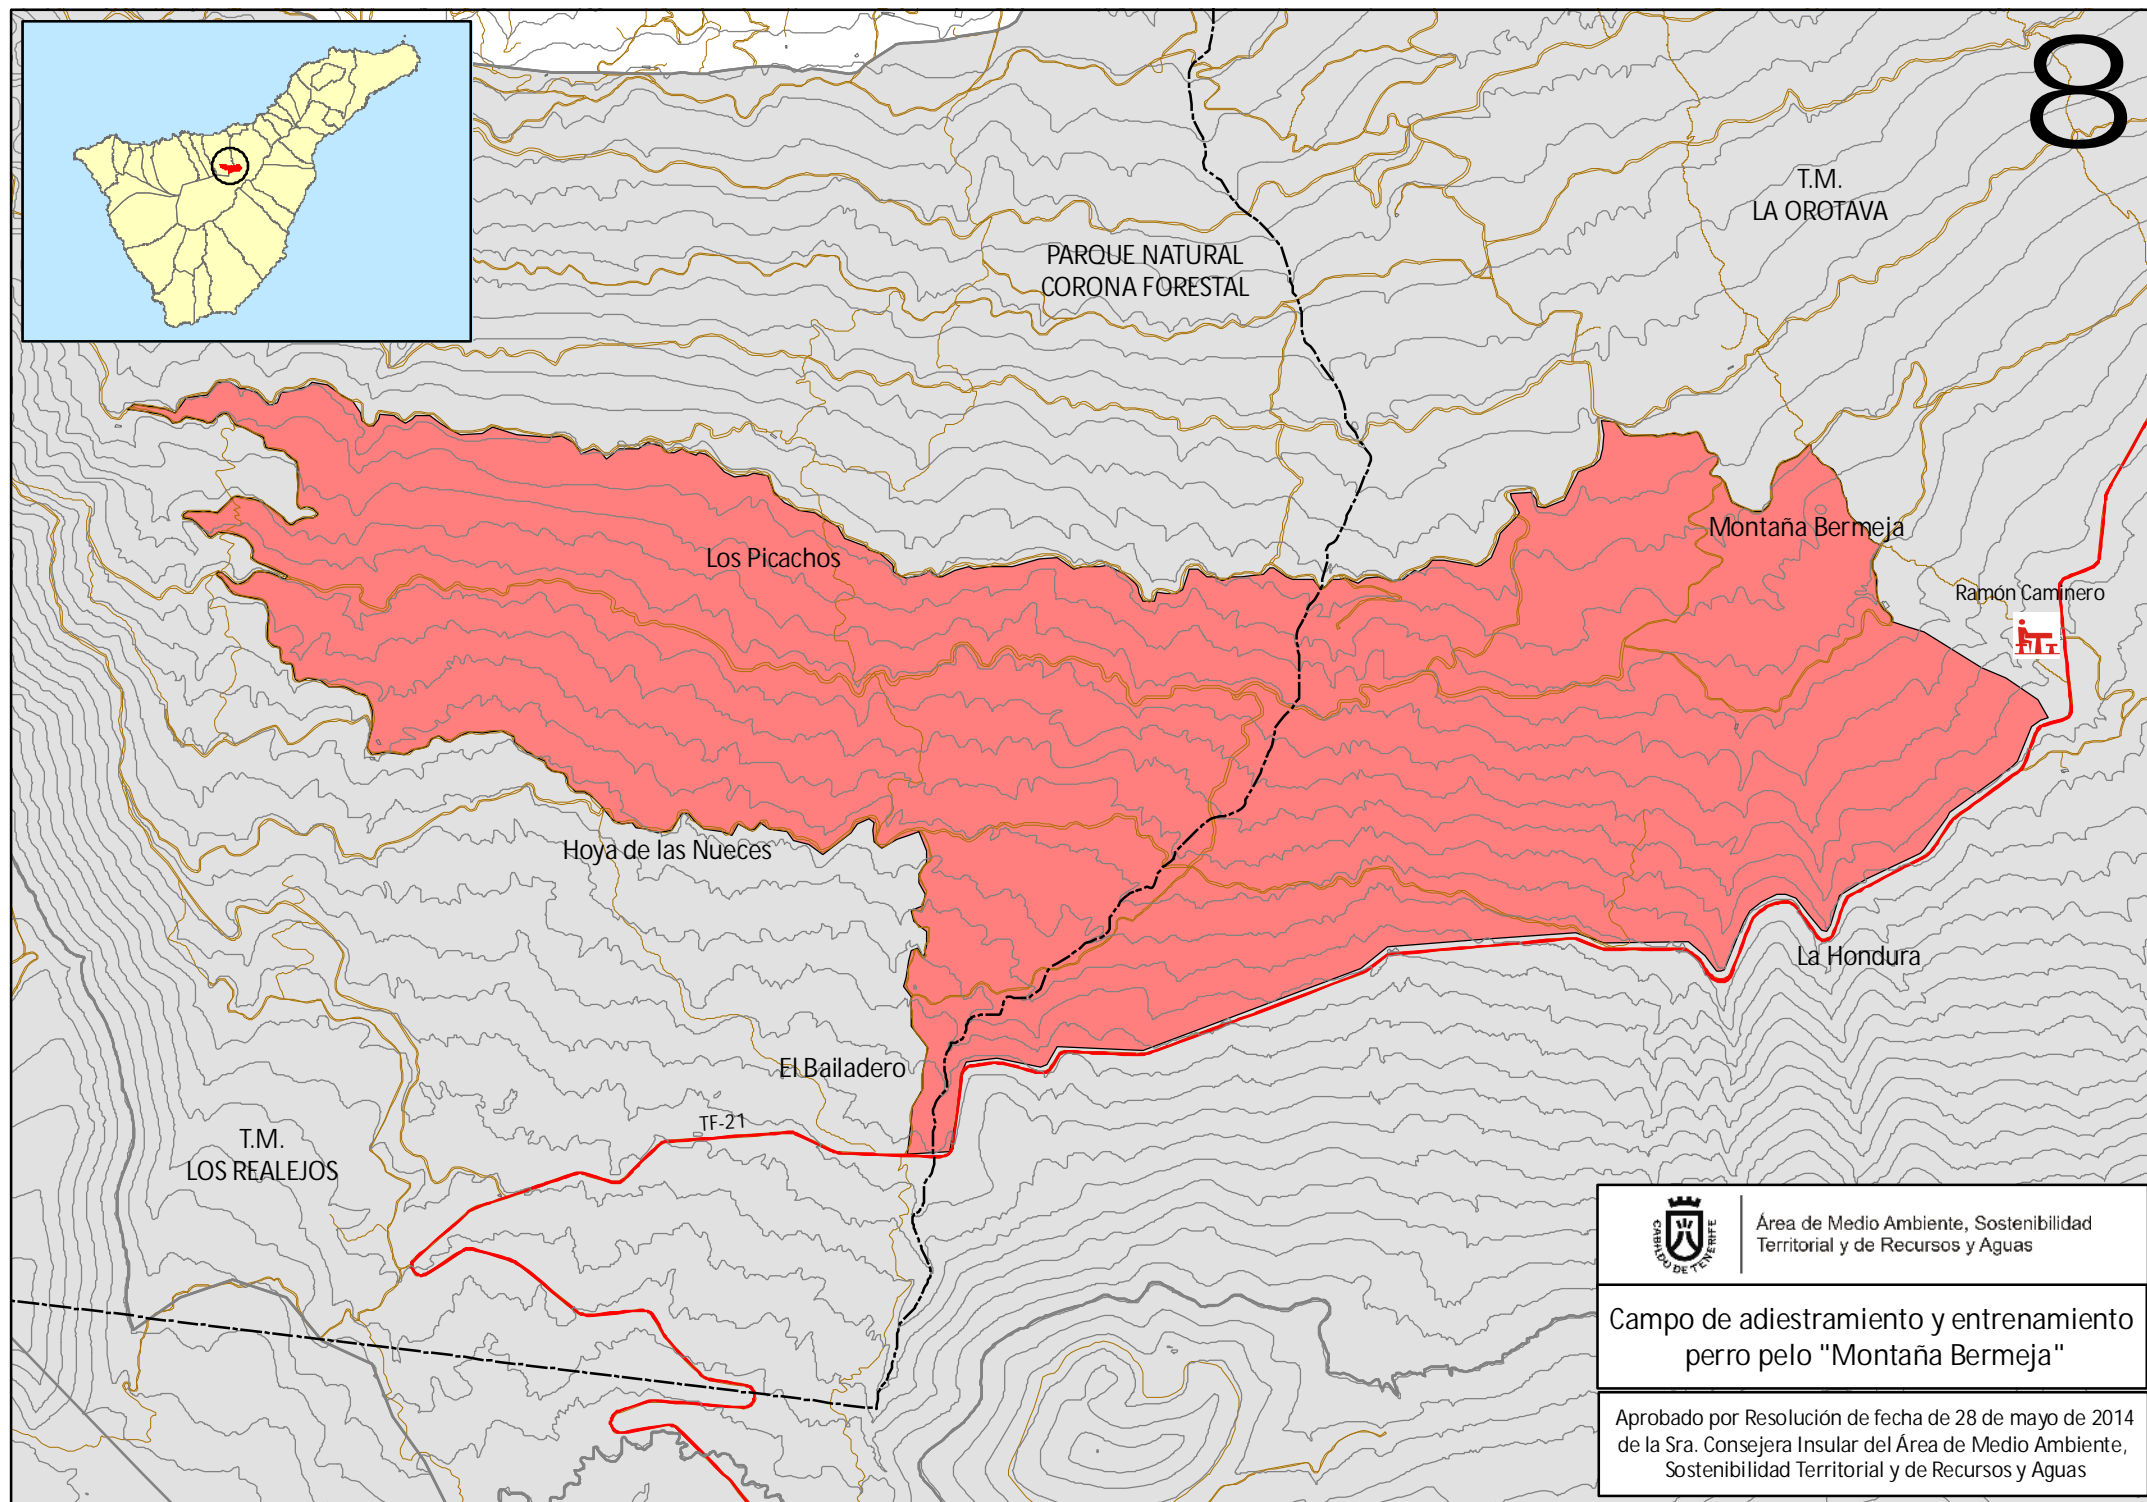 8
T.M.
LA OROTAVA
PARQUE NATURAL
CORONA FORESTAL
Montaña Bermeja
Los Picachos
Ramón Caminero
Hoya de las Nueces
La Hondura
El Bailadero
TF-21
T.M.
LOS REALEJOS
CABILDO DE TENERIFE
Área de Medio Ambiente, Sostenibilidad
Territorial y de Recursos y Aguas
Campo de adiestramiento y entrenamiento
perro pelo "Montaña Bermeja"
Aprobado por Resolución de fecha de 28 de mayo de 2014
de la Sra. Consejera Insular del Área de Medio Ambiente,
Sostenibilidad Territorial y de Recursos y Aguas